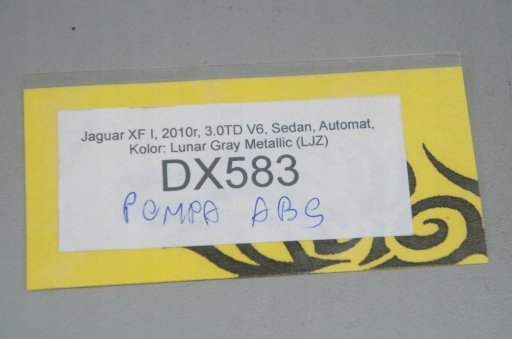 Jaguar XF I, 2010r, 3.0TD V6, Sedan, Automat,
Kolor: Lunar Gray Metallic (LJZ)
DX583
POMPA ABS